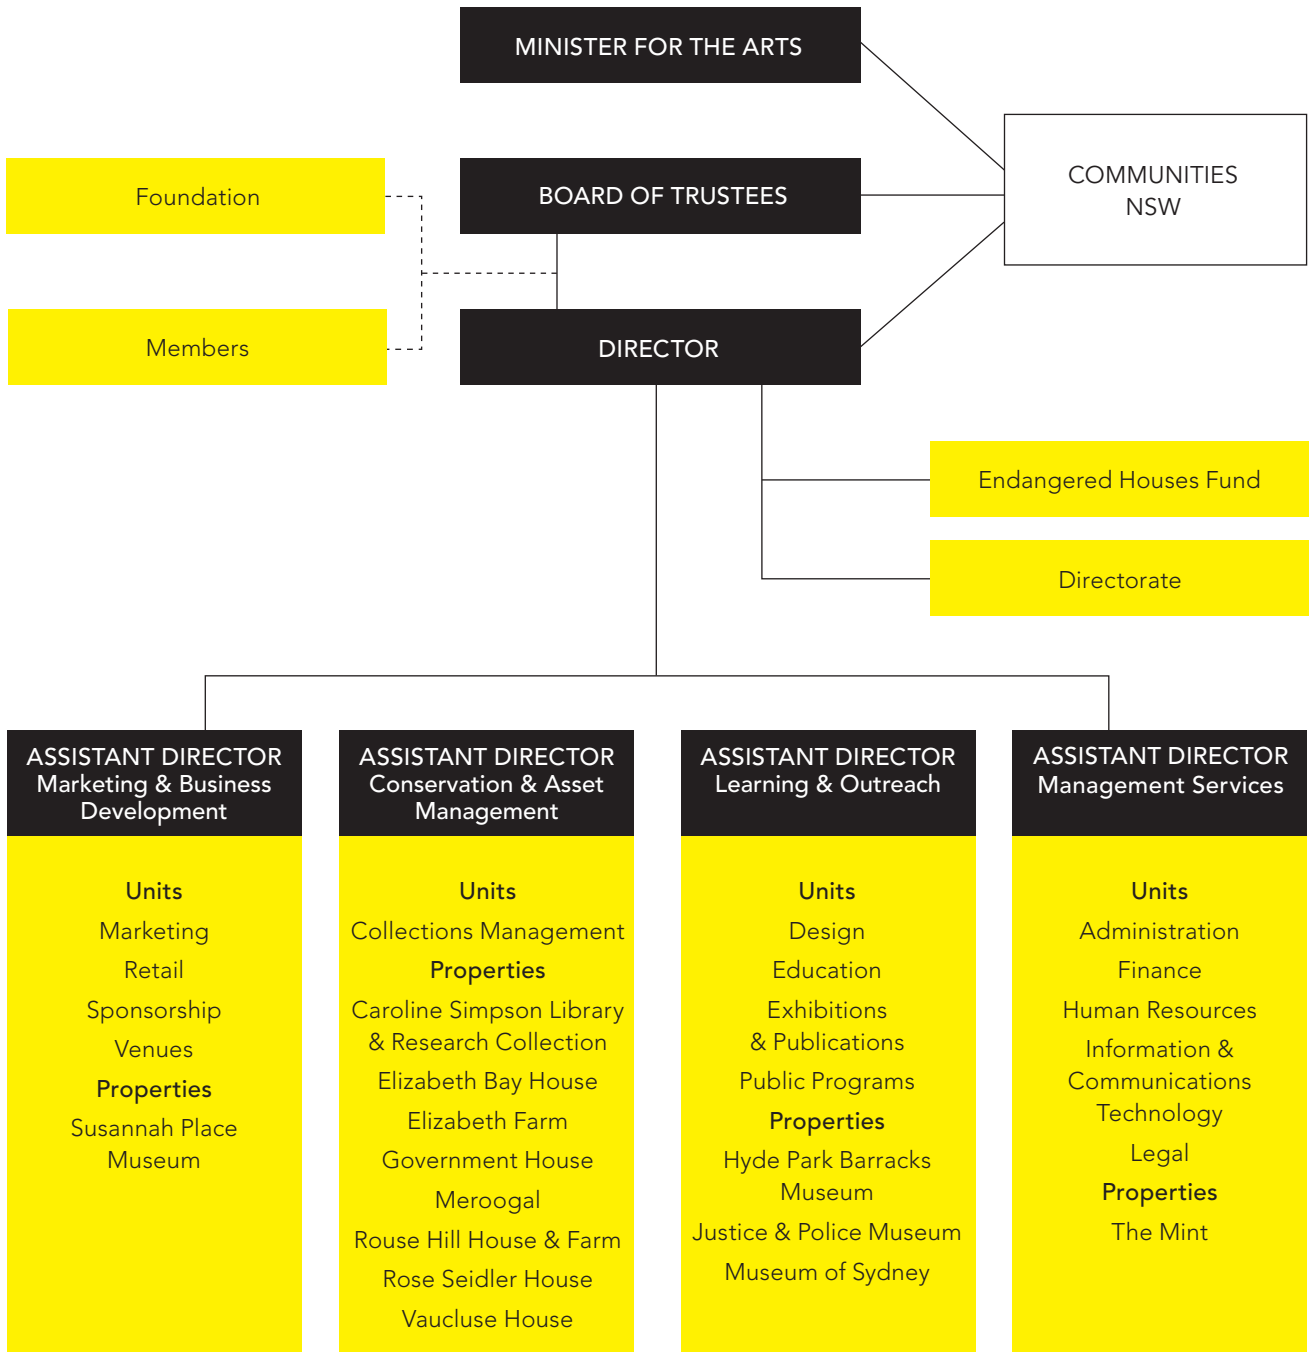 MINISTER FOR THE ARTS
COMMUNITIES
NSW
Foundation
BOARD OF TRUSTEES
Members
DIRECTOR
Endangered Houses Fund
Directorate
ASSISTANT DIRECTOR
Marketing & Business
Development
Units
Marketing
Retail
Sponsorship
Venues
Properties
Susannah Place
Museum
ASSISTANT DIRECTOR
Conservation & Asset
Management
Units
Collections Management
Properties
Caroline Simpson Library
& Research Collection
Elizabeth Bay House
Elizabeth Farm
Government House
Meroogal
Rouse Hill House & Farm
Rose Seidler House
Vaucluse House
ASSISTANT DIRECTOR
Learning & Outreach
Units
Design
Education
Exhibitions
& Publications
Public Programs
Properties
Hyde Park Barracks
Museum
Justice & Police Museum
Museum of Sydney
ASSISTANT DIRECTOR
Management Services
Units
Administration
Finance
Human Resources
Information &
Communications
Technology
Legal
Properties
The Mint